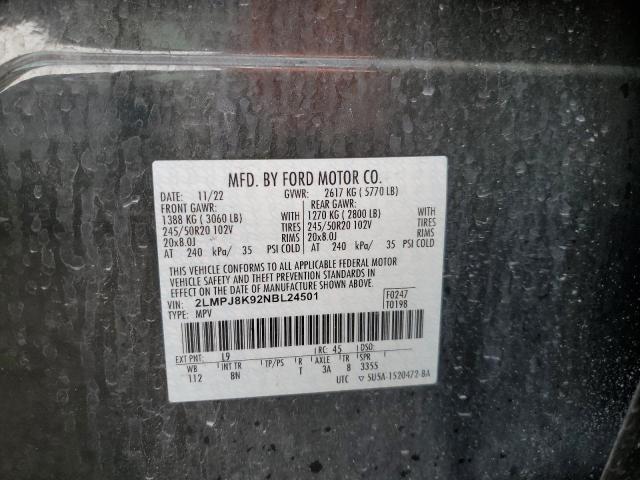 MFD. BY FORD MOTOR CO.
DATE: 11/22 GVWR: 2617 KG ( 5770 LB)
FRONT GAWR: REAR GAWR:
1388 KG ( 3060 LB) WITH 1270 KG ( 2800 LB) WITH
245/50R20 102V TIRES 245/50R20 102V TIRES
20x8.0J RIMS 20x8.0J RIMS
AT 240 kPa/ 35 PSI COLD AT 240 kPa/ 35 PSI COLD
THIS VEHICLE CONFORMS TO ALL APPLICABLE FEDERAL MOTOR
VEHICLE SAFETY AND THEFT PREVENTION STANDARDS IN
EFFECT ON THE DATE OF MANUFACTURE SHOWN ABOVE.
VIN: 2LMPJ8K92NBL24501 F0247
TYPE: MPV T0198
EXT PNT: L9 RC: 45 DSO:
WB INT TR TP/PS R AXLE TR SPR
112 BN T 3A 8 3355
UTC ▽ 5U5A-1520472-BA